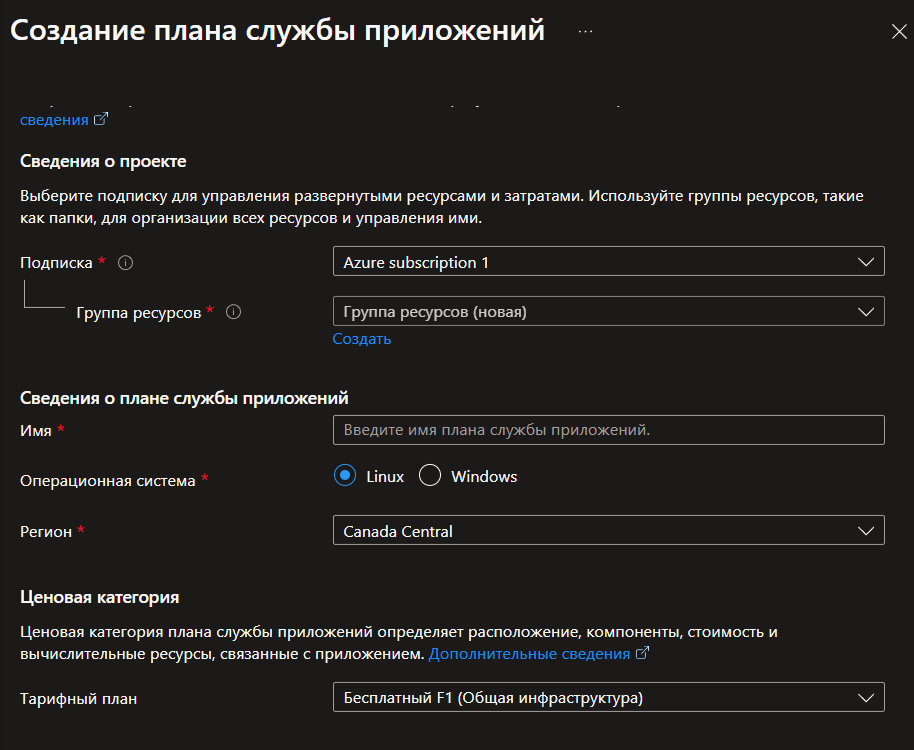 Создание плана службы приложений ...
сведения
Сведения о проекте
Выберите подписку для управления развернутыми ресурсами и затратами. Используйте группы ресурсов, такие
как папки, для организации всех ресурсов и управления ими.
Подписка * Azure subscription 1
Группа ресурсов * Группа ресурсов (новая)
Создать
Сведения о плане службы приложений
Имя * Введите имя плана службы приложений.
Операционная система * Linux Windows
Регион * Canada Central
Ценовая категория
Ценовая категория плана службы приложений определяет расположение, компоненты, стоимость и
вычислительные ресурсы, связанные с приложением. Дополнительные сведения
Тарифный план Бесплатный F1 (Общая инфраструктура)